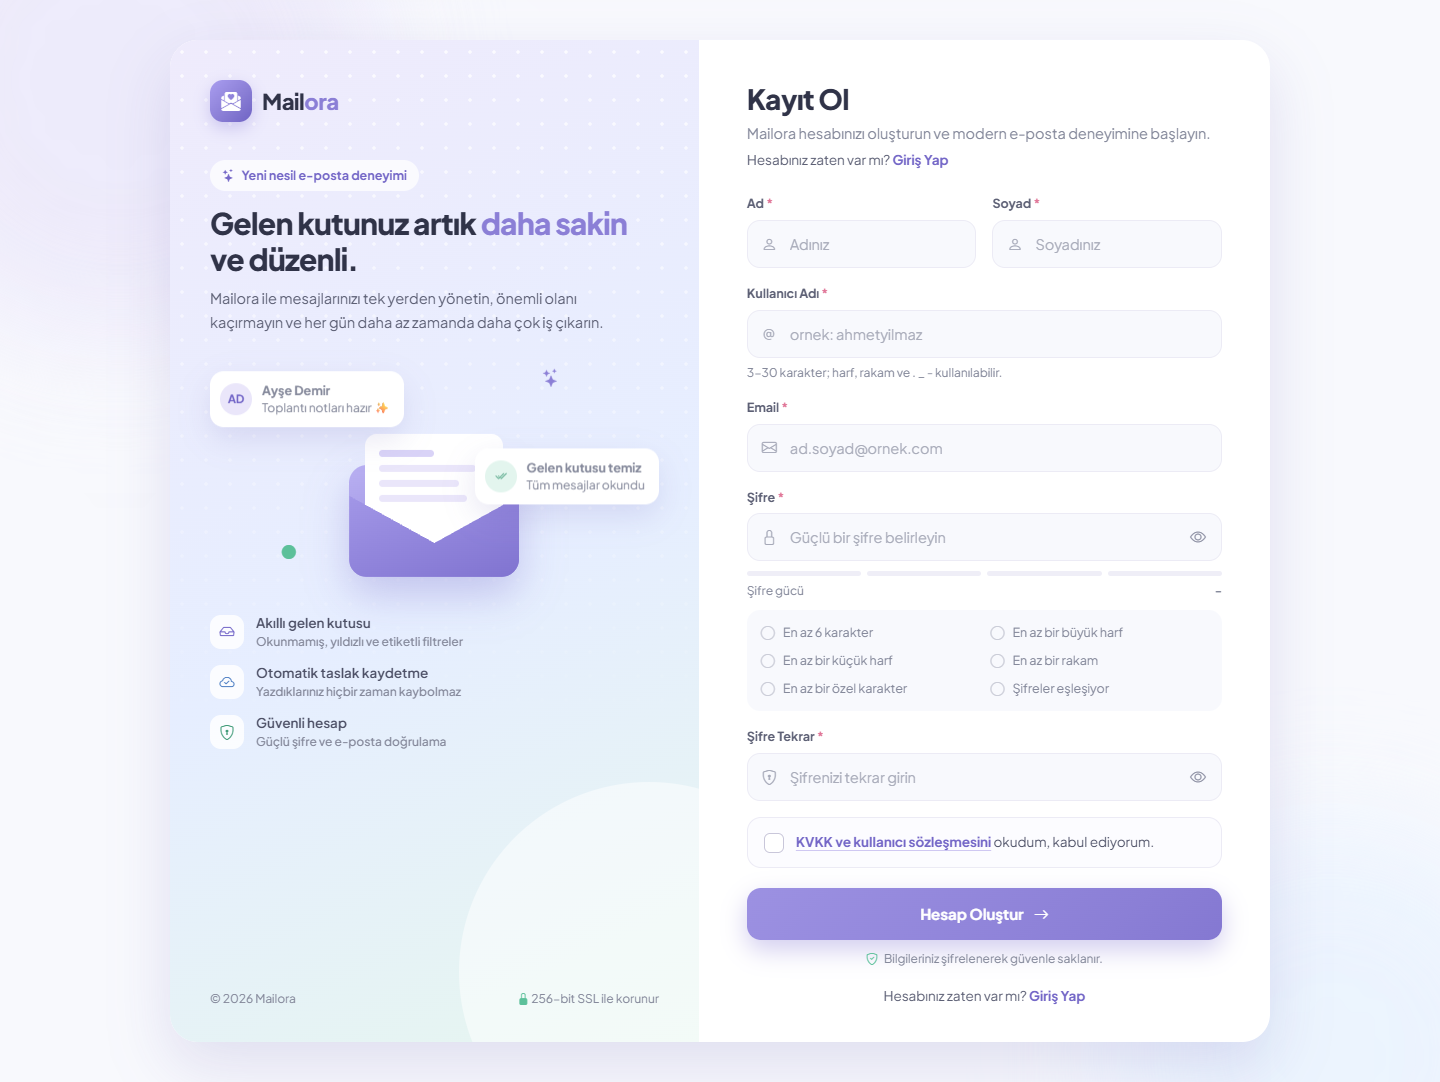 Mailora
Yeni nesil e-posta deneyimi
Gelen kutunuz artık daha sakin
ve düzenli.
Mailora ile mesajlarınızı tek yerden yönetin, önemli olanı
kaçırmayın ve her gün daha az zamanda daha çok iş çıkarın.
AD
Ayşe Demir
Toplantı notları hazır ✨
Gelen kutusu temiz
Tüm mesajlar okundu
Akıllı gelen kutusu
Okunmamış, yıldızlı ve etiketli filtreler
Otomatik taslak kaydetme
Yazdıklarınız hiçbir zaman kaybolmaz
Güvenli hesap
Güçlü şifre ve e-posta doğrulama
© 2026 Mailora
256-bit SSL ile korunur
Kayıt Ol
Mailora hesabınızı oluşturun ve modern e-posta deneyimine başlayın.
Hesabınız zaten var mı? Giriş Yap
Ad *
Soyad *
Adınız
Soyadınız
Kullanıcı Adı *
@ ornek: ahmetyilmaz
3-30 karakter; harf, rakam ve . _ - kullanılabilir.
Email *
ad.soyad@ornek.com
Şifre *
Güçlü bir şifre belirleyin
Şifre gücü
–
En az 6 karakter
En az bir büyük harf
En az bir küçük harf
En az bir rakam
En az bir özel karakter
Şifreler eşleşiyor
Şifre Tekrar *
Şifrenizi tekrar girin
KVKK ve kullanıcı sözleşmesini okudum, kabul ediyorum.
Hesap Oluştur →
Bilgileriniz şifrelenerek güvenle saklanır.
Hesabınız zaten var mı? Giriş Yap